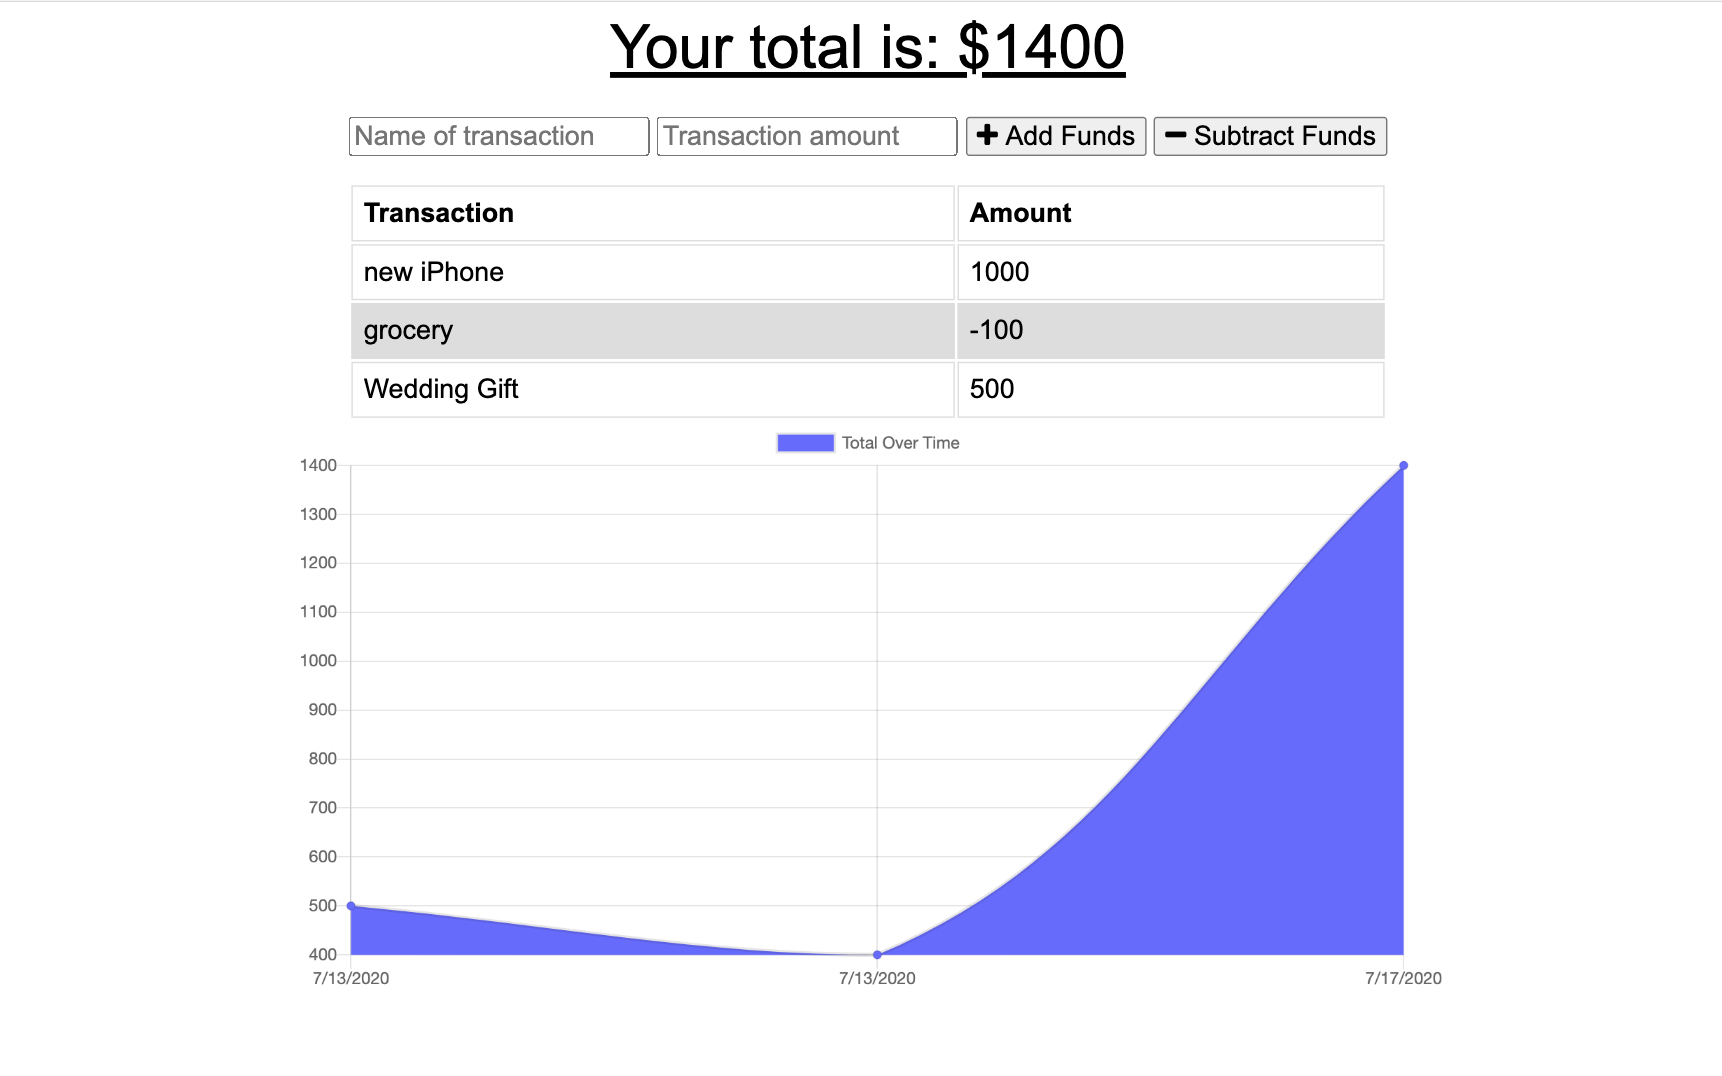 Your total is: $1400
Name of transaction Transaction amount + Add Funds − Subtract Funds
Transaction Amount
new iPhone 1000
grocery -100
Wedding Gift 500
Total Over Time
1400
1300
1200
1100
1000
900
800
700
600
500
400
7/13/2020 7/13/2020 7/17/2020